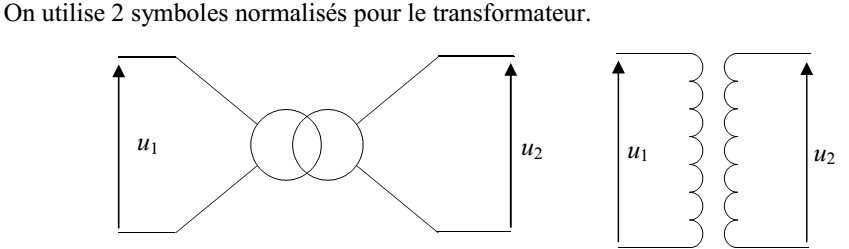 On utilise 2 symboles normalisés pour le transformateur.
u1
u2
u1
u2